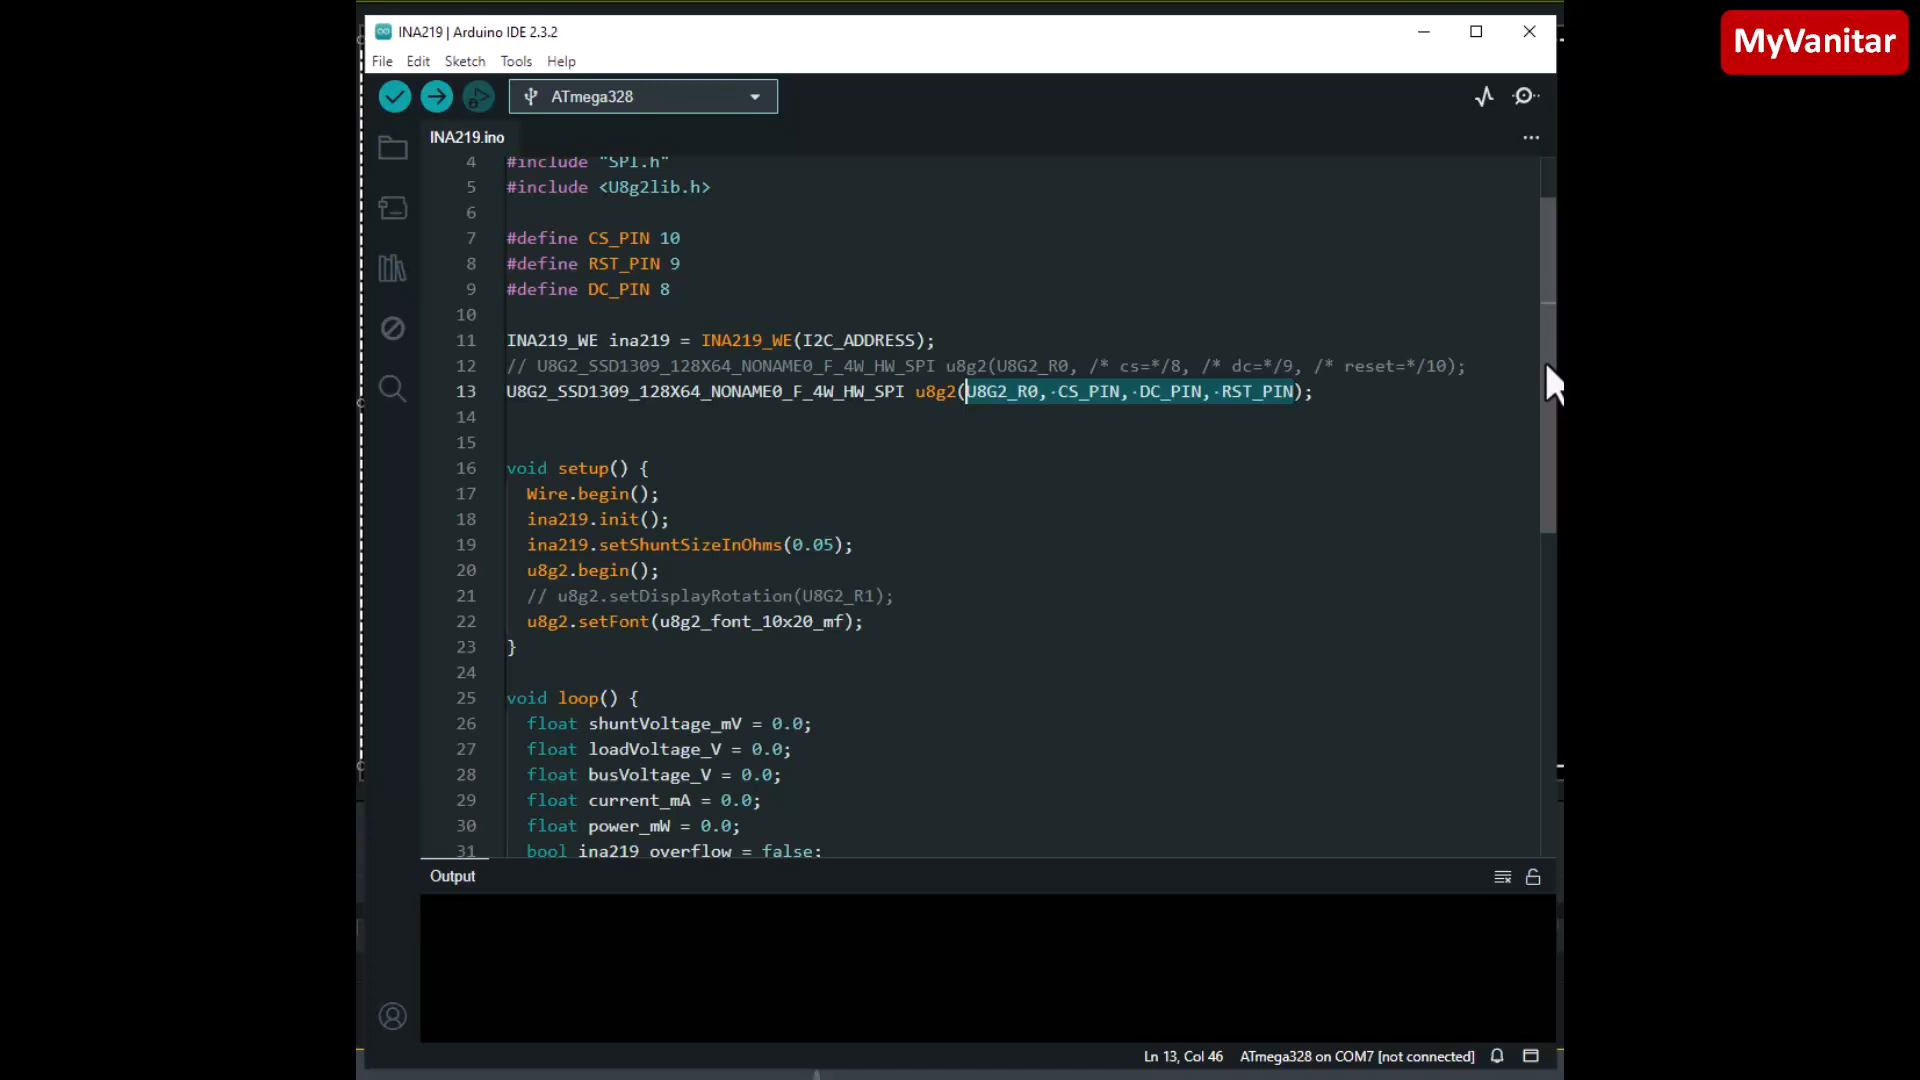 INA219 | Arduino IDE 2.3.2
MyVanitar
File Edit Sketch Tools Help
ATmega328
INA219.ino
4 #include "SPI.h"
5 #include <U8g2lib.h>
6
7 #define CS_PIN 10
8 #define RST_PIN 9
9 #define DC_PIN 8
10
11 INA219_WE ina219 = INA219_WE(I2C_ADDRESS);
12 // U8G2_SSD1309_128X64_NONAME0_F_4W_HW_SPI u8g2(U8G2_R0, /* cs=*/8, /* dc=*/9, /* reset=*/10);
13 U8G2_SSD1309_128X64_NONAME0_F_4W_HW_SPI u8g2(U8G2_R0, CS_PIN, DC_PIN, RST_PIN);
14
15
16 void setup() {
17 Wire.begin();
18 ina219.init();
19 ina219.setShuntSizeInOhms(0.05);
20 u8g2.begin();
21 // u8g2.setDisplayRotation(U8G2_R1);
22 u8g2.setFont(u8g2_font_10x20_mf);
23 }
24
25 void loop() {
26 float shuntVoltage_mV = 0.0;
27 float loadVoltage_V = 0.0;
28 float busVoltage_V = 0.0;
29 float current_mA = 0.0;
30 float power_mW = 0.0;
31 bool ina219_overflow = false;
Output
Ln 13, Col 46 ATmega328 on COM7 [not connected]